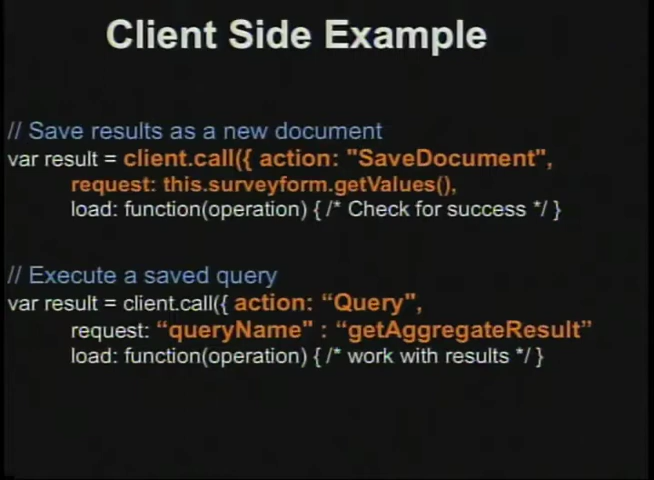 Client Side Example
// Save results as a new document
var result = client.call({ action: "SaveDocument",
request: this.surveyform.getValues(),
load: function(operation) { /* Check for success */ }
// Execute a saved query
var result = client.call({ action: “Query",
request: “queryName" : “getAggregateResult”
load: function(operation) { /* work with results */ }